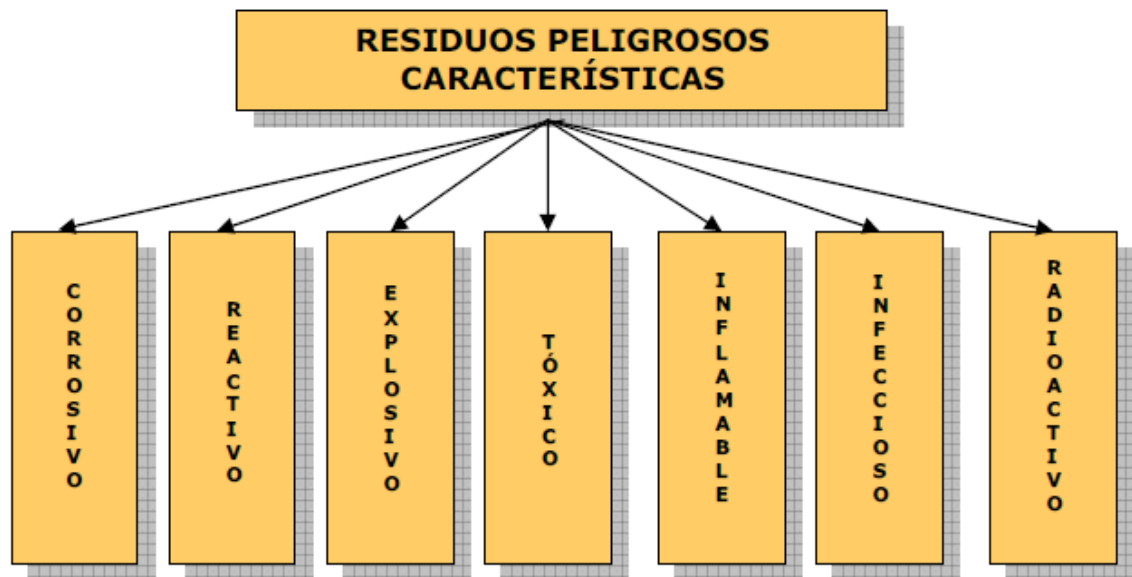 RESIDUOS PELIGROSOS
CARACTERÍSTICAS
CORROSIVO
REACTIVO
EXPLOSIVO
TÓXICO
INFLAMABLE
INFECCIOSO
RADIOACTIVO